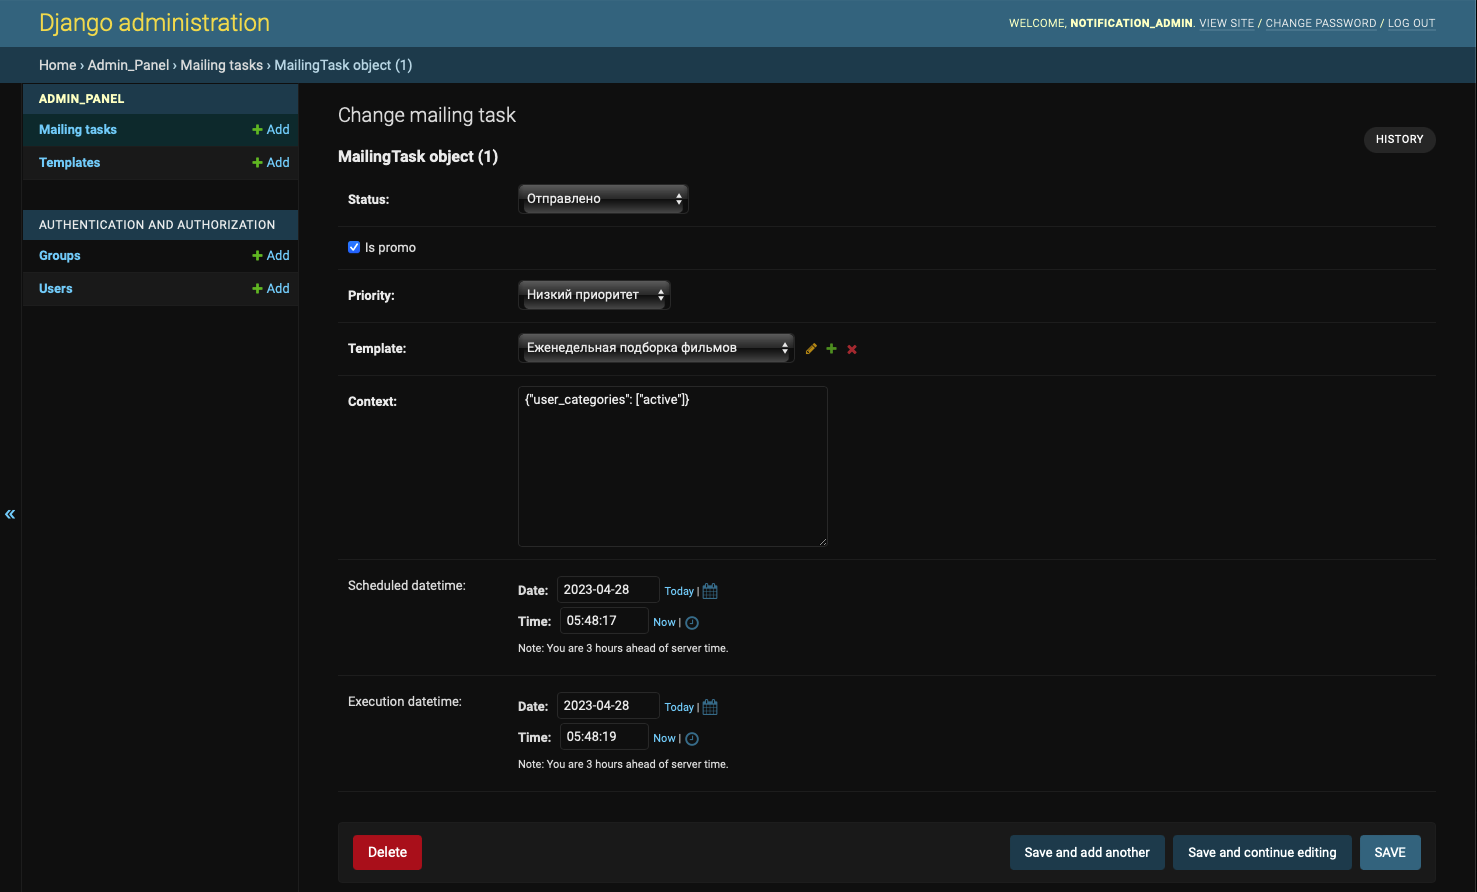 Django administration
WELCOME, NOTIFICATION_ADMIN. VIEW SITE / CHANGE PASSWORD / LOG OUT
Home › Admin_Panel › Mailing tasks › MailingTask object (1)
ADMIN_PANEL
Mailing tasks + Add
Templates + Add
AUTHENTICATION AND AUTHORIZATION
Groups + Add
Users + Add
«
Change mailing task
HISTORY
MailingTask object (1)
Status: Отправлено
Is promo
Priority: Низкий приоритет
Template: Еженедельная подборка фильмов
Context: {"user_categories": ["active"]}
Scheduled datetime: Date: 2023-04-28 Today |
Time: 05:48:17 Now |
Note: You are 3 hours ahead of server time.
Execution datetime: Date: 2023-04-28 Today |
Time: 05:48:19 Now |
Note: You are 3 hours ahead of server time.
Delete Save and add another Save and continue editing SAVE